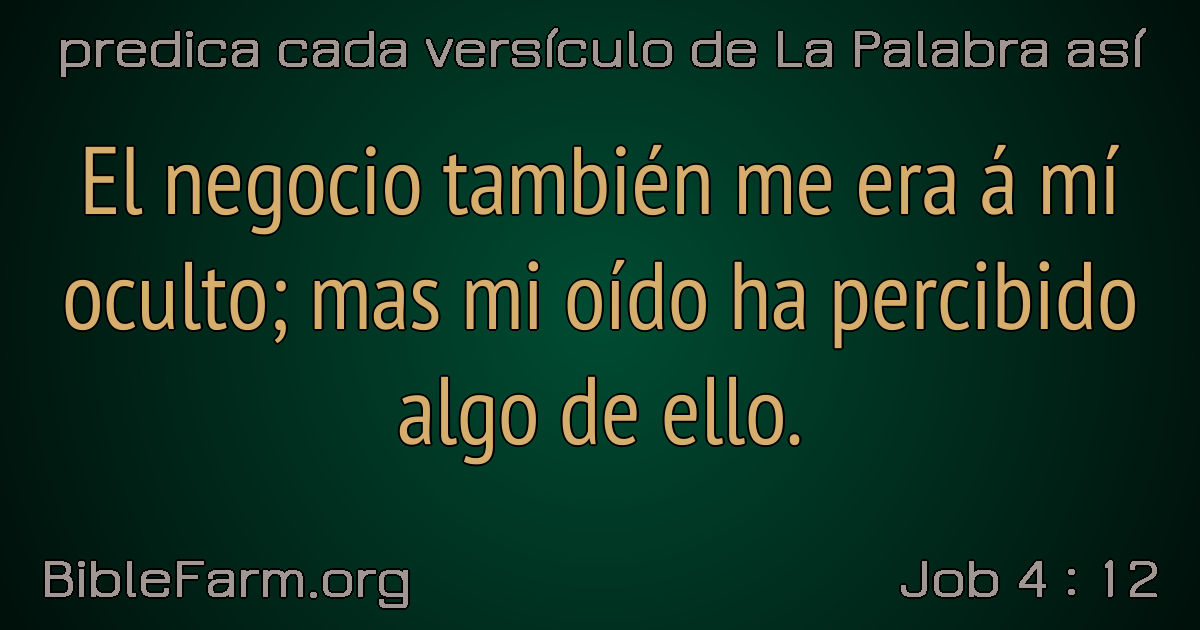 predica cada versículo de La Palabra así
El negocio también me era á mí
oculto; mas mi oído ha percibido
algo de ello.
BibleFarm.org
Job 4 : 12